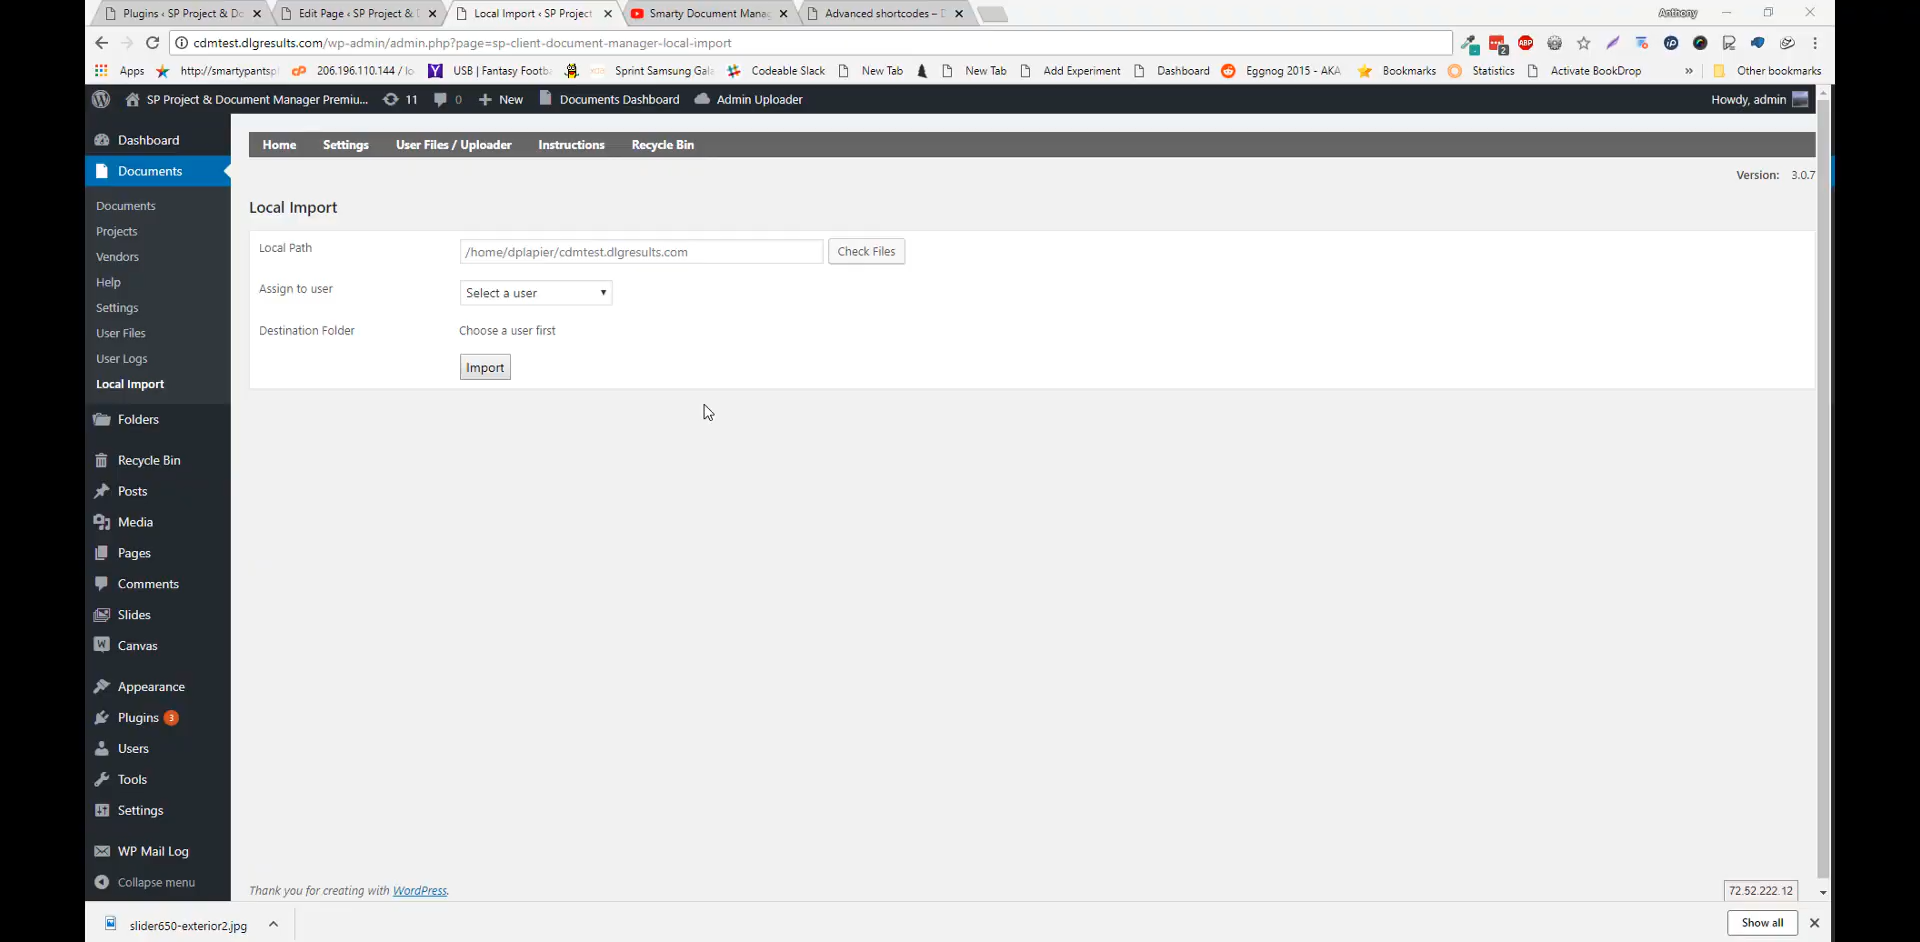 Plugins ‹ SP Project & Do
Edit Page ‹ SP Project & D
Local Import ‹ SP Project
Smarty Document Mana
Advanced shortcodes – D
Anthony
cdmtest.dlgresults.com/wp-admin/admin.php?page=sp-client-document-manager-local-import
2
ABP
Apps
http://smartypantsp
206.196.110.144 / lo
USB | Fantasy Footb
Sprint Samsung Gala
Codeable Slack
New Tab
New Tab
Add Experiment
Dashboard
Eggnog 2015 - AKA
Bookmarks
Statistics
Activate BookDrop
»
Other bookmarks
SP Project & Document Manager Premiu...
11
0
New
Documents Dashboard
Admin Uploader
Howdy, admin
Dashboard
Documents
Documents
Projects
Vendors
Help
Settings
User Files
User Logs
Local Import
Folders
Recycle Bin
Posts
Media
Pages
Comments
Slides
Canvas
Appearance
Plugins 3
Users
Tools
Settings
WP Mail Log
Collapse menu
Home
Settings
User Files / Uploader
Instructions
Recycle Bin
Version: 3.0.7
Local Import
Local Path
/home/dplapier/cdmtest.dlgresults.com
Check Files
Assign to user
Select a user
Destination Folder
Choose a user first
Import
Thank you for creating with WordPress.
72.52.222.12
slider650-exterior2.jpg
Show all